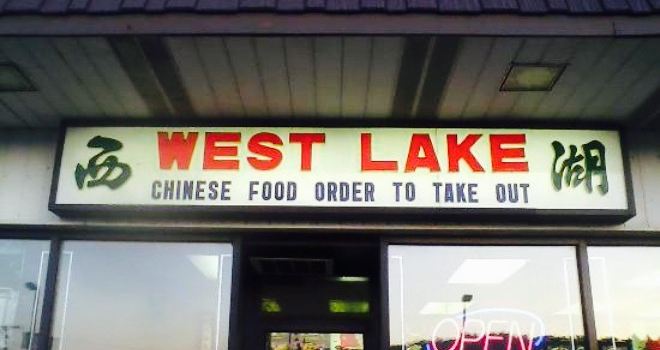 西 WEST LAKE 湖
CHINESE FOOD ORDER TO TAKE OUT
OPEN